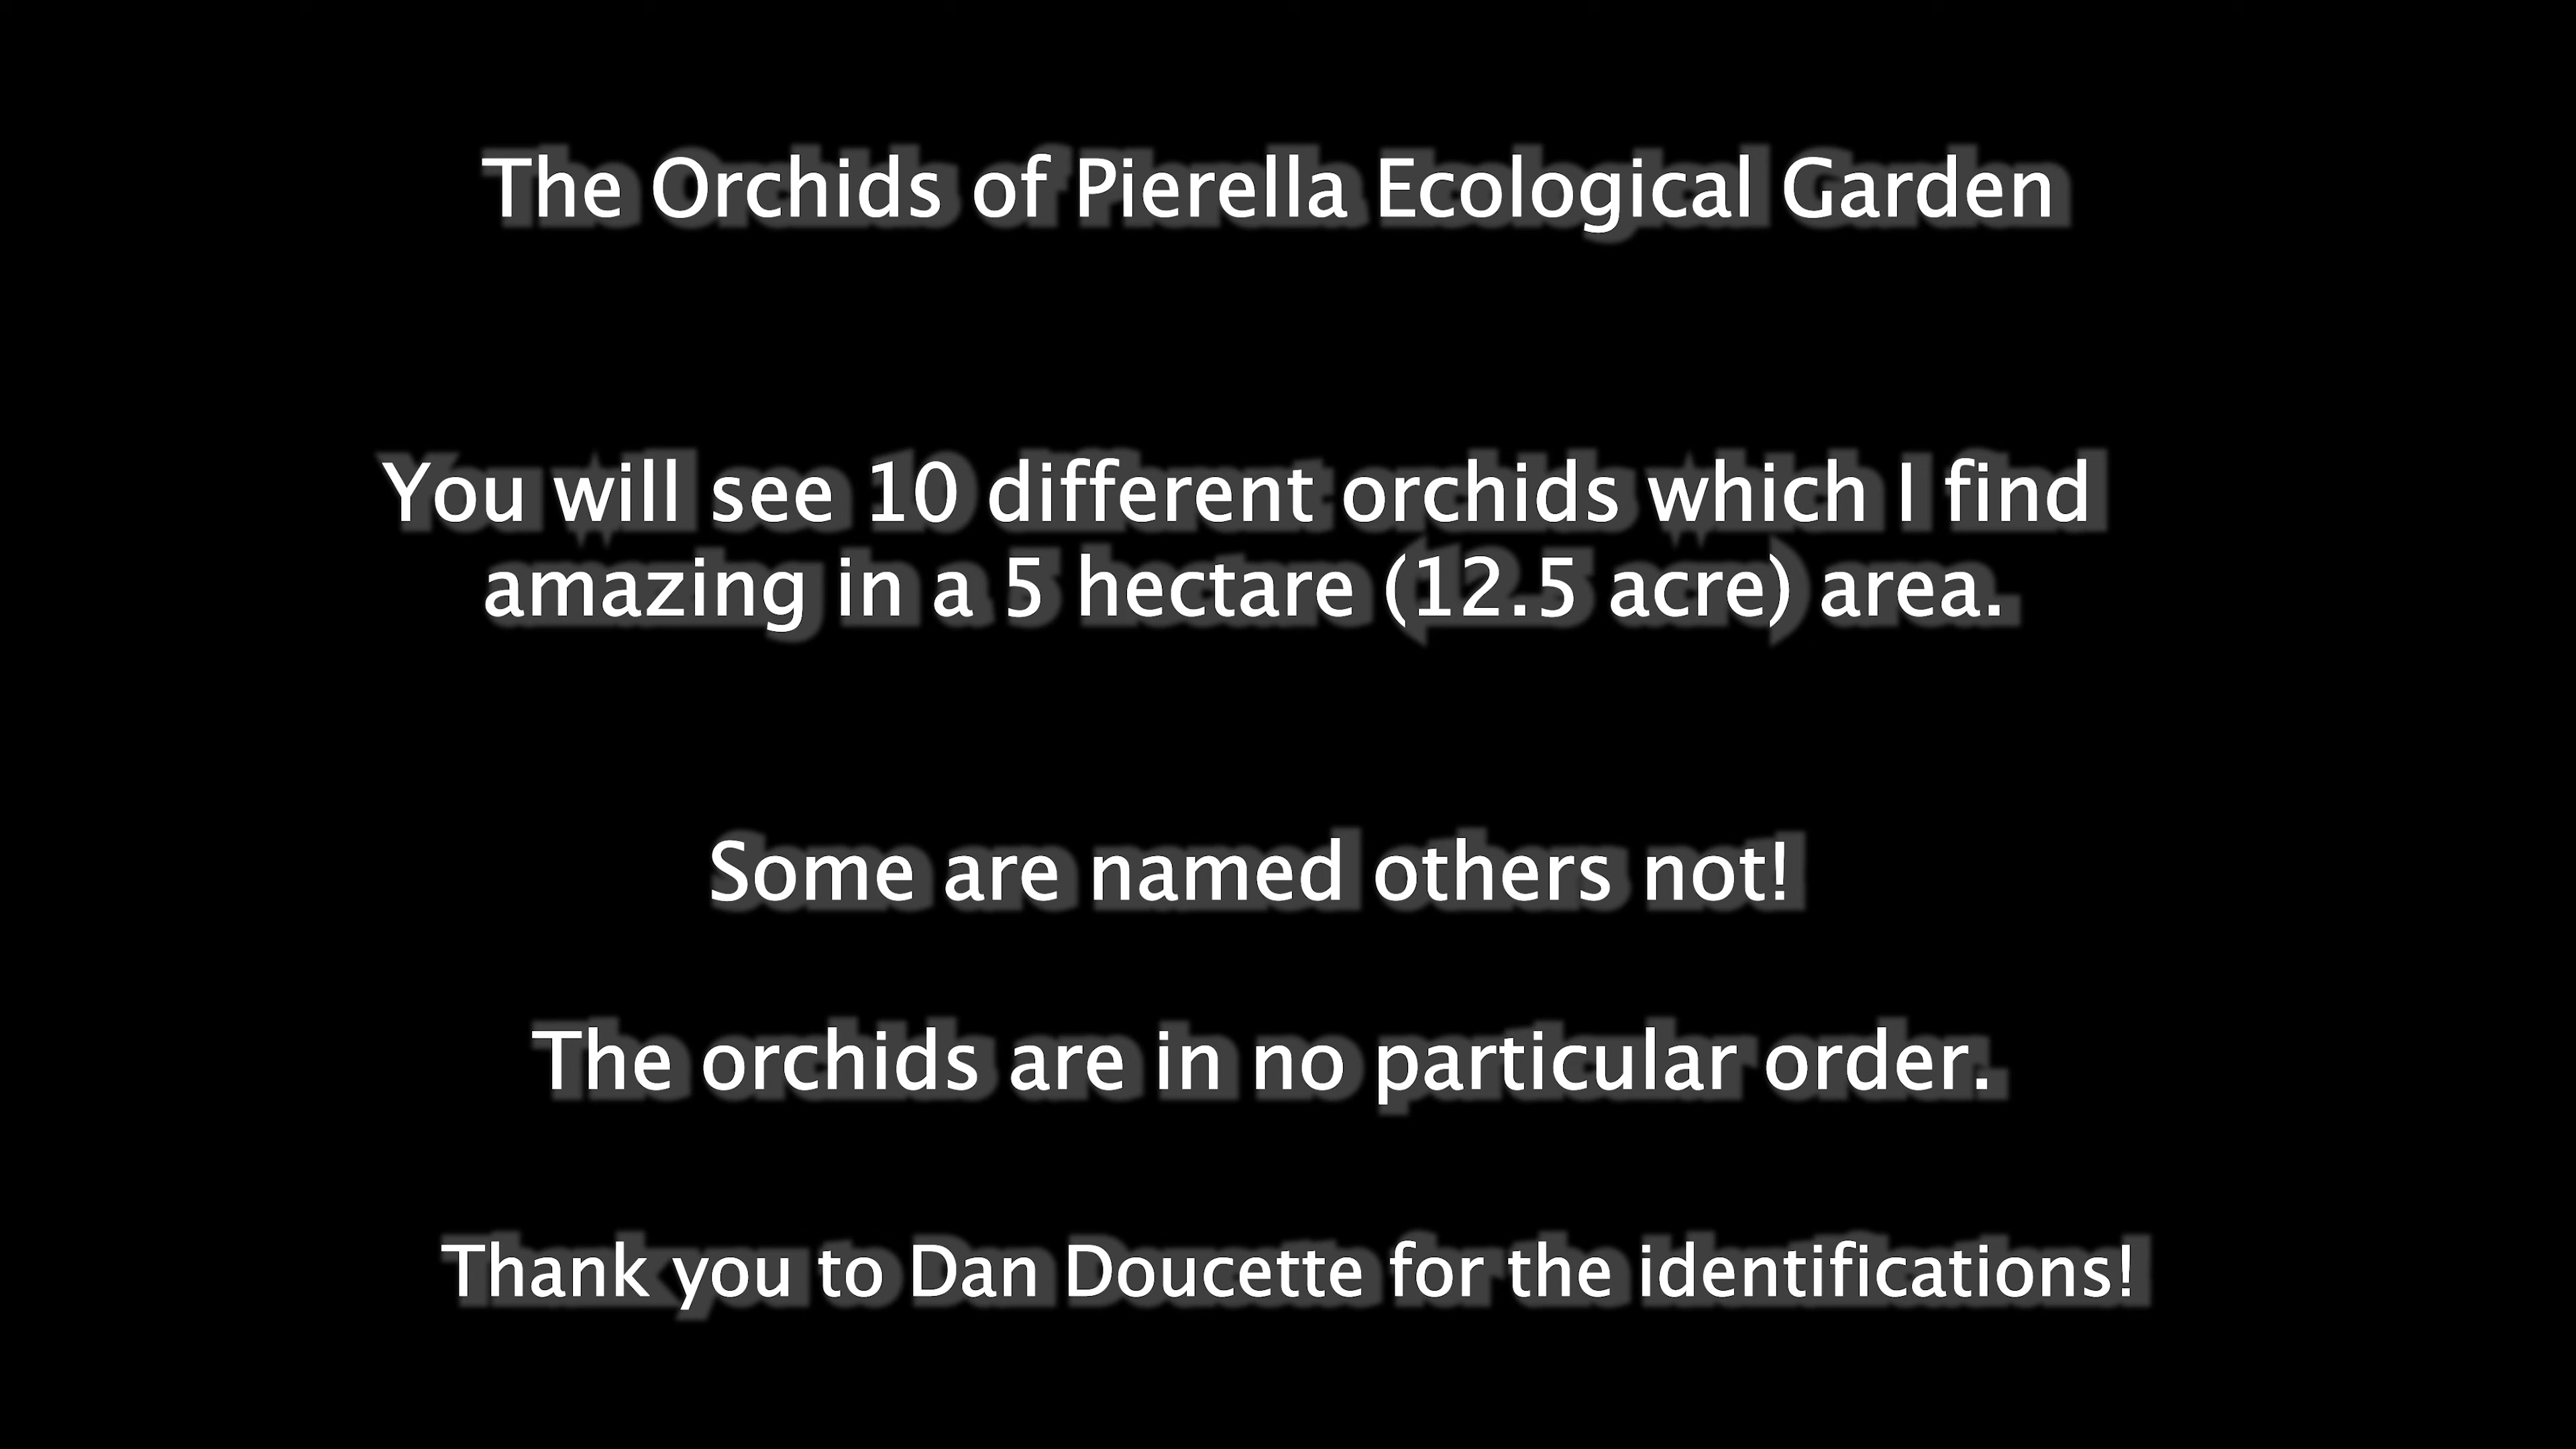 The Orchids of Pierella Ecological Garden
You will see 10 different orchids which I find
amazing in a 5 hectare (12.5 acre) area.
Some are named others not!
The orchids are in no particular order.
Thank you to Dan Doucette for the identifications!